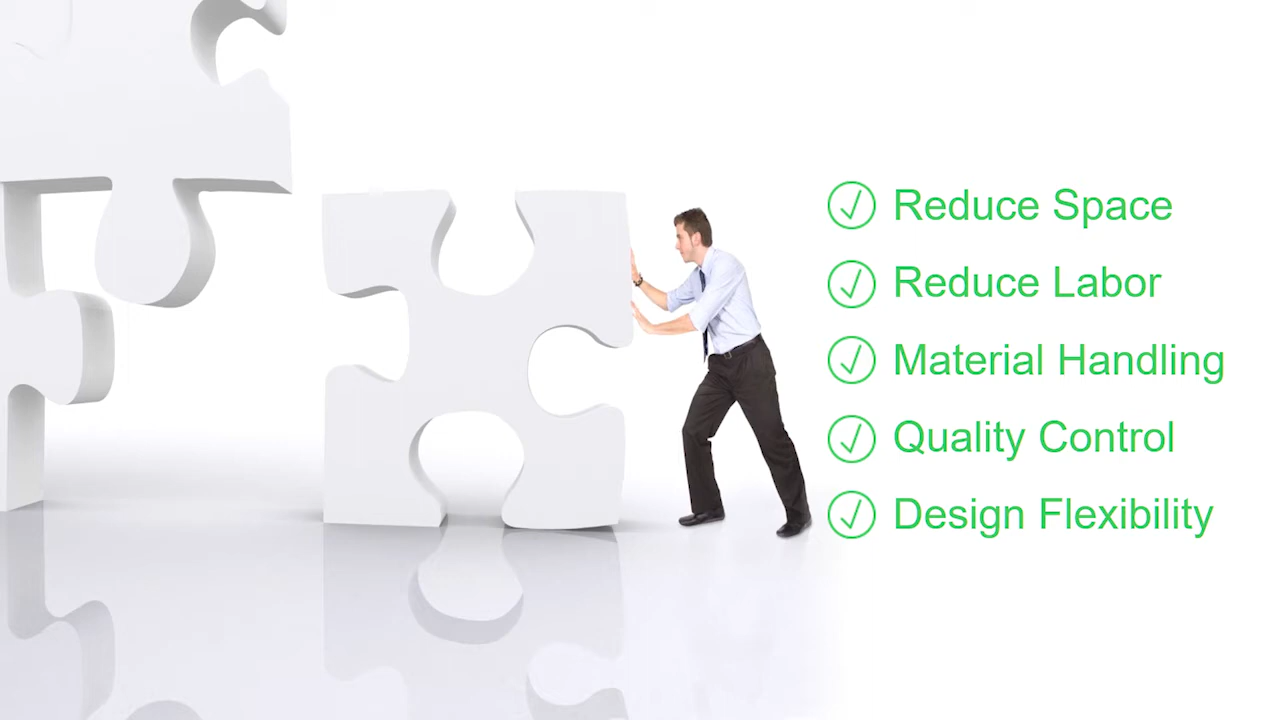 Reduce Space
Reduce Labor
Material Handling
Quality Control
Design Flexibility